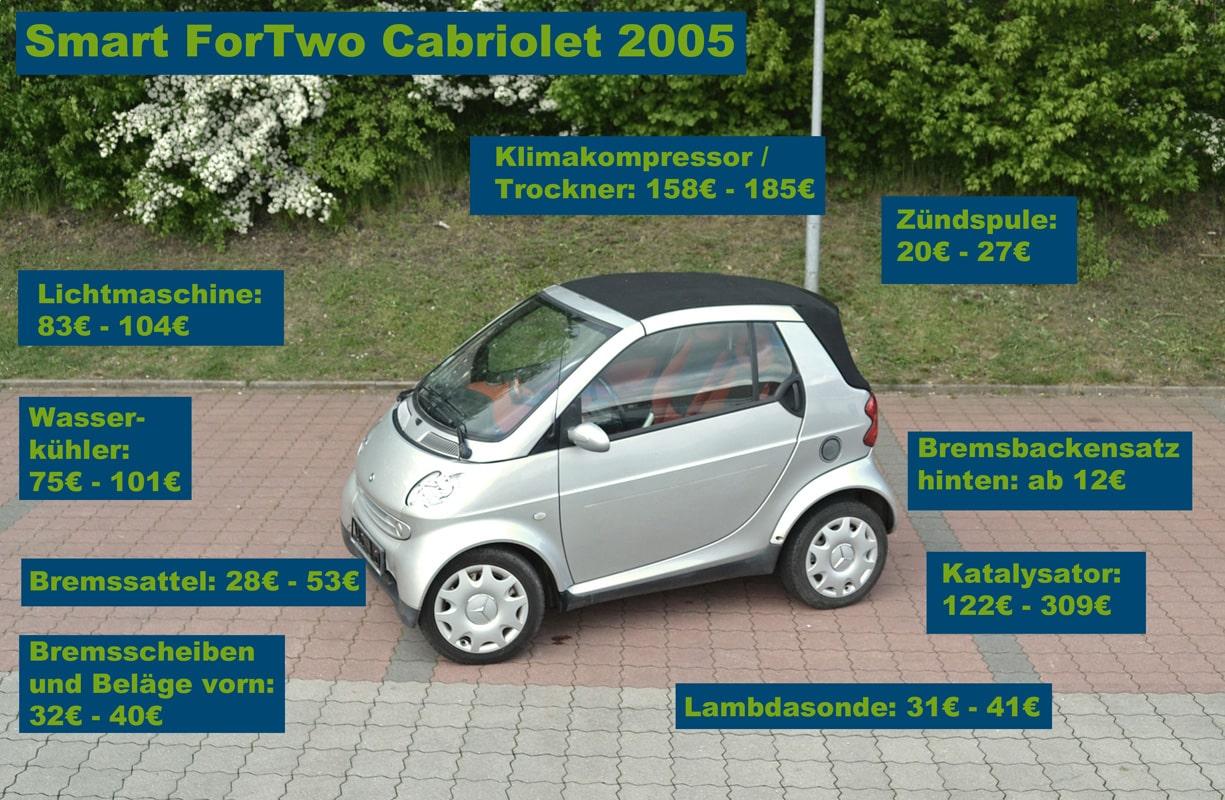 Smart ForTwo Cabriolet 2005
Klimakompressor /
Trockner: 158€ - 185€
Zündspule:
20€ - 27€
Lichtmaschine:
83€ - 104€
Wasser-
kühler:
75€ - 101€
Bremsbackensatz
hinten: ab 12€
Bremssattel: 28€ - 53€
Katalysator:
122€ - 309€
Bremsscheiben
und Beläge vorn:
32€ - 40€
Lambdasonde: 31€ - 41€